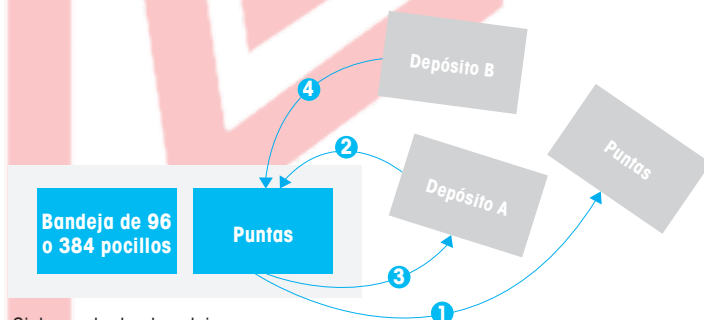 Depósito B
4
Puntas
2
Depósito A
Bandeja de 96
o 384 pocillos
Puntas
3
1